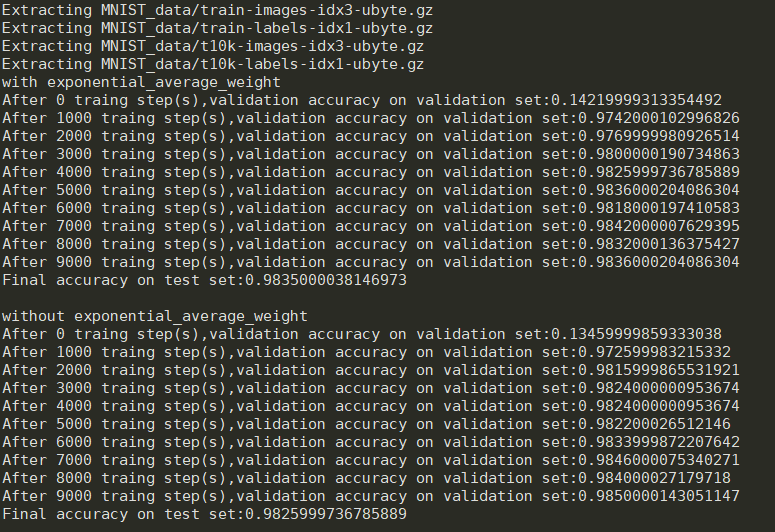 Extracting MNIST_data/train-images-idx3-ubyte.gz
Extracting MNIST_data/train-labels-idx1-ubyte.gz
Extracting MNIST_data/t10k-images-idx3-ubyte.gz
Extracting MNIST_data/t10k-labels-idx1-ubyte.gz
with exponential_average_weight
After 0 traing step(s),validation accuracy on validation set:0.14219999313354492
After 1000 traing step(s),validation accuracy on validation set:0.9742000102996826
After 2000 traing step(s),validation accuracy on validation set:0.9769999980926514
After 3000 traing step(s),validation accuracy on validation set:0.9800000190734863
After 4000 traing step(s),validation accuracy on validation set:0.9825999736785889
After 5000 traing step(s),validation accuracy on validation set:0.9836000204086304
After 6000 traing step(s),validation accuracy on validation set:0.9818000197410583
After 7000 traing step(s),validation accuracy on validation set:0.9842000007629395
After 8000 traing step(s),validation accuracy on validation set:0.9832000136375427
After 9000 traing step(s),validation accuracy on validation set:0.9836000204086304
Final accuracy on test set:0.9835000038146973
without exponential_average_weight
After 0 traing step(s),validation accuracy on validation set:0.13459999859333038
After 1000 traing step(s),validation accuracy on validation set:0.972599983215332
After 2000 traing step(s),validation accuracy on validation set:0.9815999865531921
After 3000 traing step(s),validation accuracy on validation set:0.9824000000953674
After 4000 traing step(s),validation accuracy on validation set:0.9824000000953674
After 5000 traing step(s),validation accuracy on validation set:0.982200026512146
After 6000 traing step(s),validation accuracy on validation set:0.9833999872207642
After 7000 traing step(s),validation accuracy on validation set:0.9846000075340271
After 8000 traing step(s),validation accuracy on validation set:0.984000027179718
After 9000 traing step(s),validation accuracy on validation set:0.9850000143051147
Final accuracy on test set:0.9825999736785889